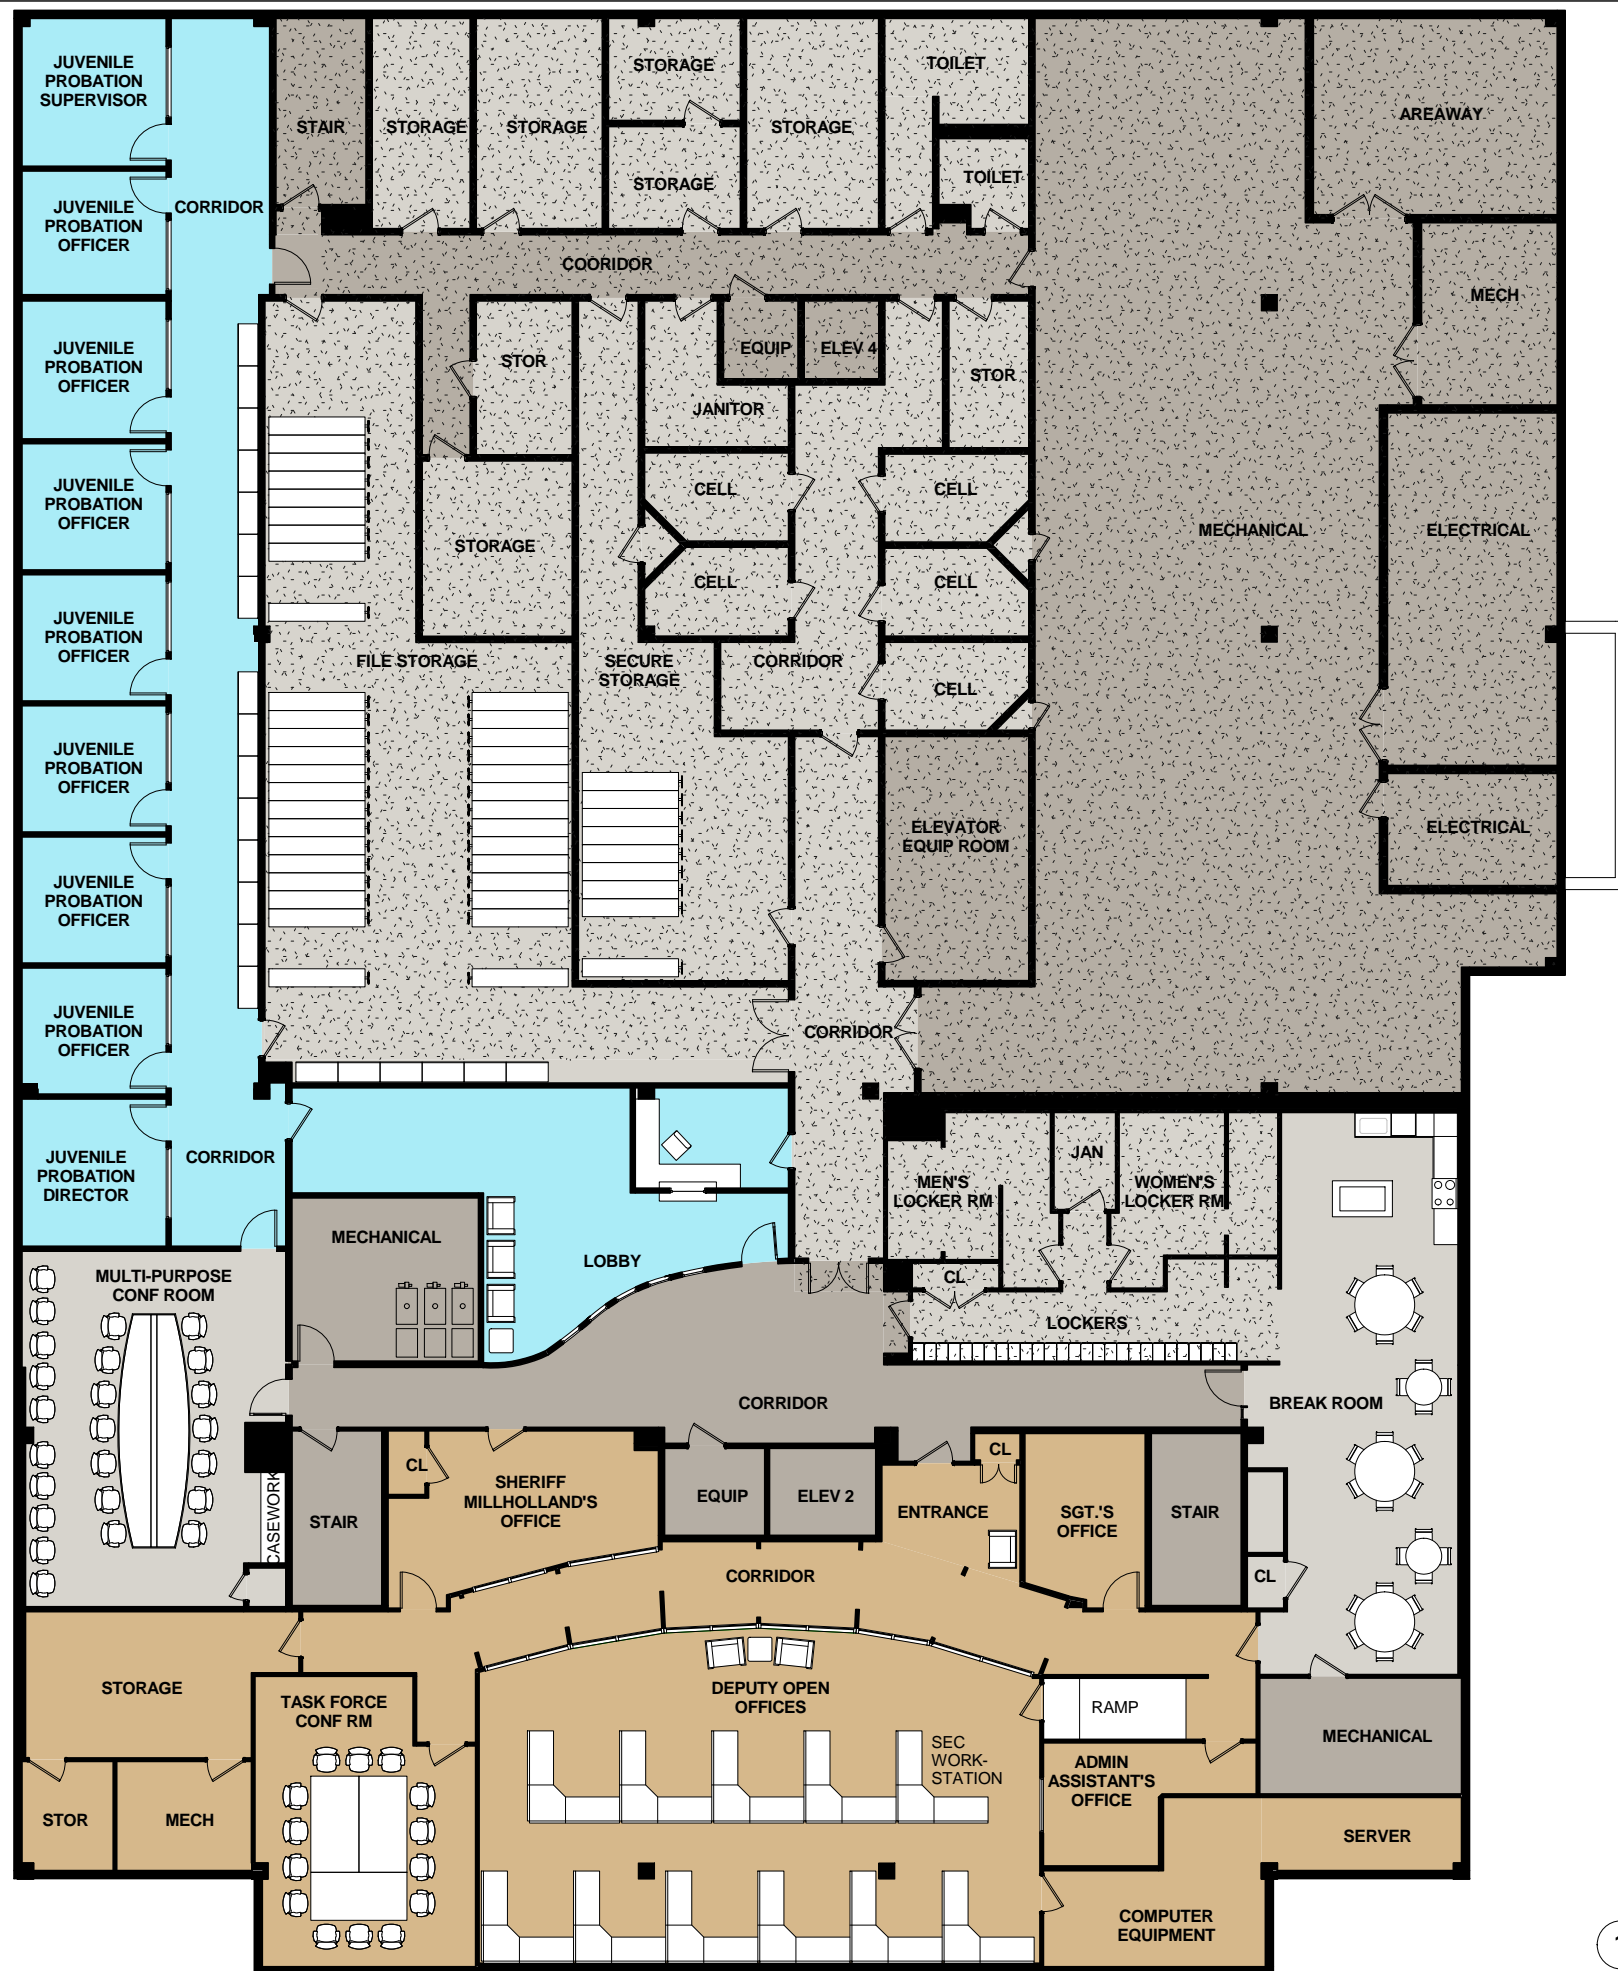 JUVENILE
PROBATION
SUPERVISOR
STAIR
STORAGE
STORAGE
STORAGE
STORAGE
STORAGE
TOILET
TOILET
AREAWAY
JUVENILE
PROBATION
OFFICER
CORRIDOR
COORIDOR
MECH
JUVENILE
PROBATION
OFFICER
STOR
EQUIP
ELEV 4
STOR
JANITOR
JUVENILE
PROBATION
OFFICER
CELL
CELL
STORAGE
MECHANICAL
ELECTRICAL
CELL
CELL
JUVENILE
PROBATION
OFFICER
FILE STORAGE
SECURE
STORAGE
CORRIDOR
CELL
JUVENILE
PROBATION
OFFICER
ELEVATOR
EQUIP ROOM
ELECTRICAL
JUVENILE
PROBATION
OFFICER
JUVENILE
PROBATION
OFFICER
CORRIDOR
JUVENILE
PROBATION
DIRECTOR
CORRIDOR
MEN'S
LOCKER RM
JAN
WOMEN'S
LOCKER RM
MECHANICAL
LOBBY
MULTI-PURPOSE
CONF ROOM
CL
LOCKERS
CORRIDOR
BREAK ROOM
CASEWORK
CL
SHERIFF
MILLHOLLAND'S
OFFICE
STAIR
EQUIP
ELEV 2
ENTRANCE
CL
SGT.'S
OFFICE
STAIR
CORRIDOR
CL
STORAGE
TASK FORCE
CONF RM
DEPUTY OPEN
OFFICES
RAMP
SEC
WORK-
STATION
MECHANICAL
ADMIN
ASSISTANT'S
OFFICE
STOR
MECH
SERVER
COMPUTER
EQUIPMENT